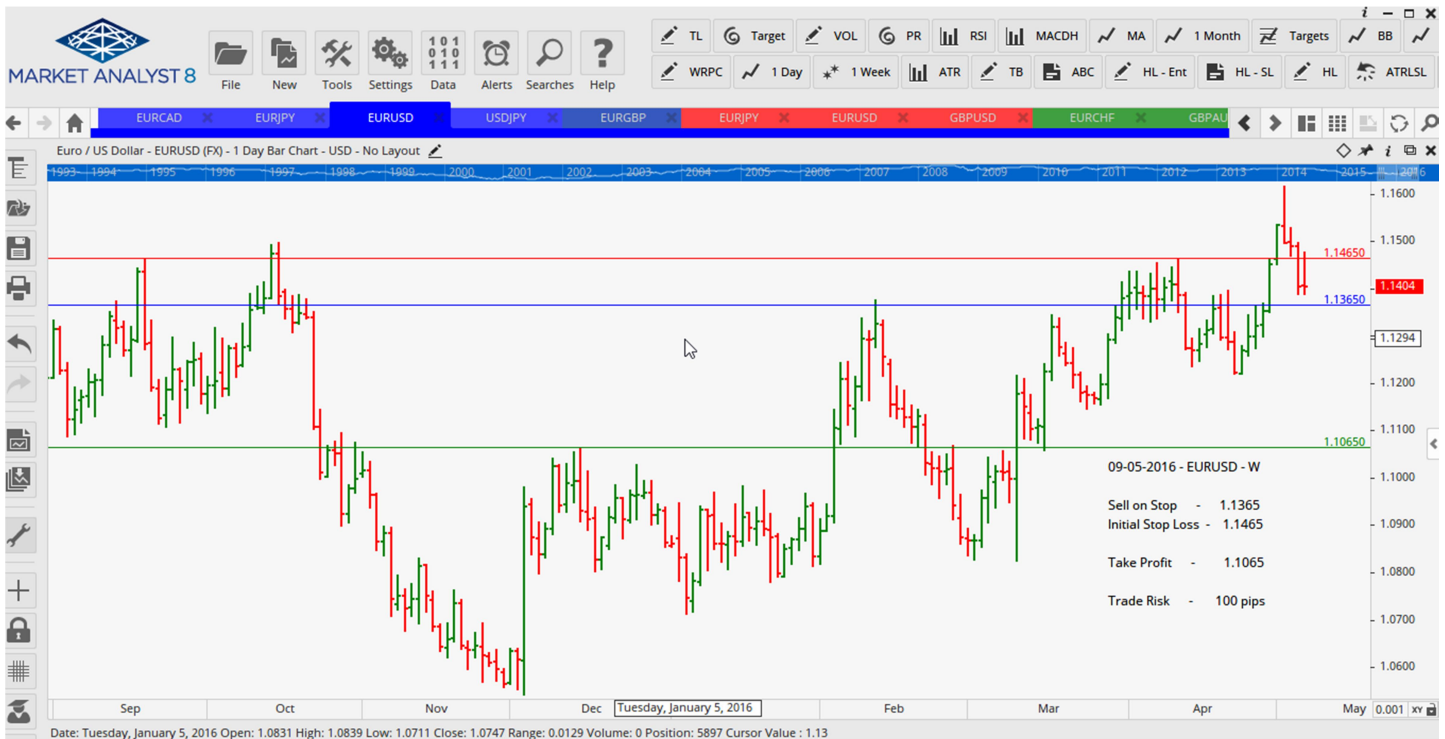 i
TL Target VOL PR RSI MACDH MA 1 Month Targets BB
MARKET ANALYST 8
File New Tools Settings Data Alerts Searches Help
101
010
111
WRPC 1 Day 1 Week ATR TB ABC HL - Ent HL - SL HL ATRLSL
EURCAD EURJPY EURUSD USDJPY EURGBP EURJPY EURUSD GBPUSD EURCHF GBPAU
Euro / US Dollar - EURUSD (FX) - 1 Day Bar Chart - USD - No Layout
i
1993 1994 1995 1996 1997 1998 1999 2000 2001 2002 2003 2004 2005 2006 2007 2008 2009 2010 2011 2012 2013 2014 2015 2016
1.1600
1.1500
1.14650
1.1404
1.13650
1.1294
1.1200
1.1100
1.10650
1.1000
1.0900
1.0800
1.0700
1.0600
09-05-2016 - EURUSD - W
Sell on Stop - 1.1365
Initial Stop Loss - 1.1465
Take Profit - 1.1065
Trade Risk - 100 pips
Sep Oct Nov Dec Tuesday, January 5, 2016 Feb Mar Apr May 0.001 XY
Date: Tuesday, January 5, 2016 Open: 1.0831 High: 1.0839 Low: 1.0711 Close: 1.0747 Range: 0.0129 Volume: 0 Position: 5897 Cursor Value : 1.13